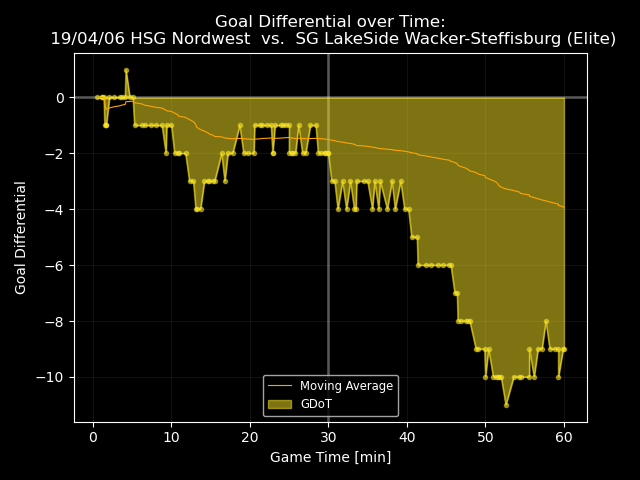 Goal Differential over Time:
19/04/06 HSG Nordwest  vs.  SG LakeSide Wacker-Steffisburg (Elite)
Goal Differential
0
−2
−4
−6
−8
−10
Moving Average
GDoT
0 10 20 30 40 50 60
Game Time [min]